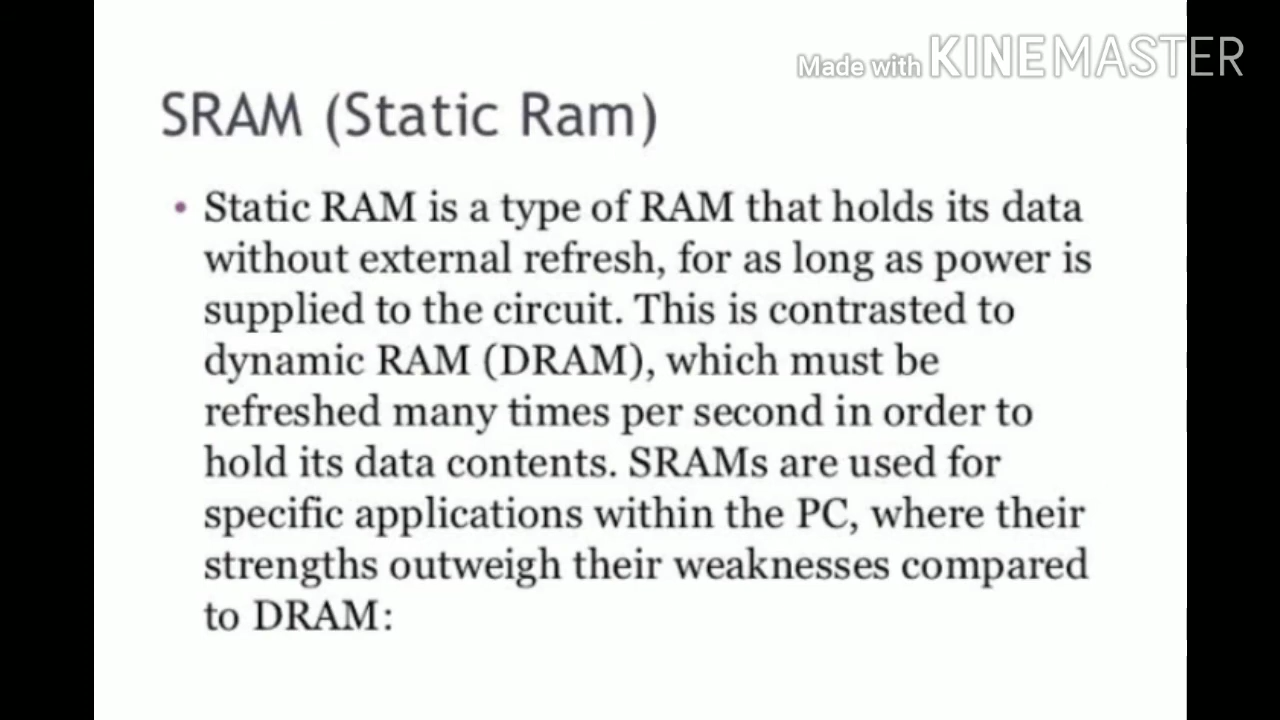 Made with KINEMASTER
SRAM (Static Ram)
• Static RAM is a type of RAM that holds its data
without external refresh, for as long as power is
supplied to the circuit. This is contrasted to
dynamic RAM (DRAM), which must be
refreshed many times per second in order to
hold its data contents. SRAMs are used for
specific applications within the PC, where their
strengths outweigh their weaknesses compared
to DRAM: